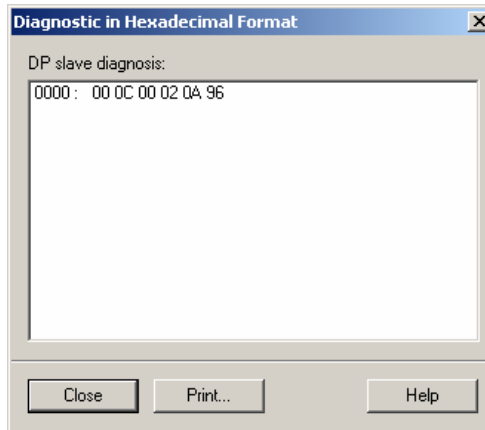 Diagnostic in Hexadecimal Format
DP slave diagnosis:
0000 : 00 0C 00 02 0A 96
Close
Print...
Help